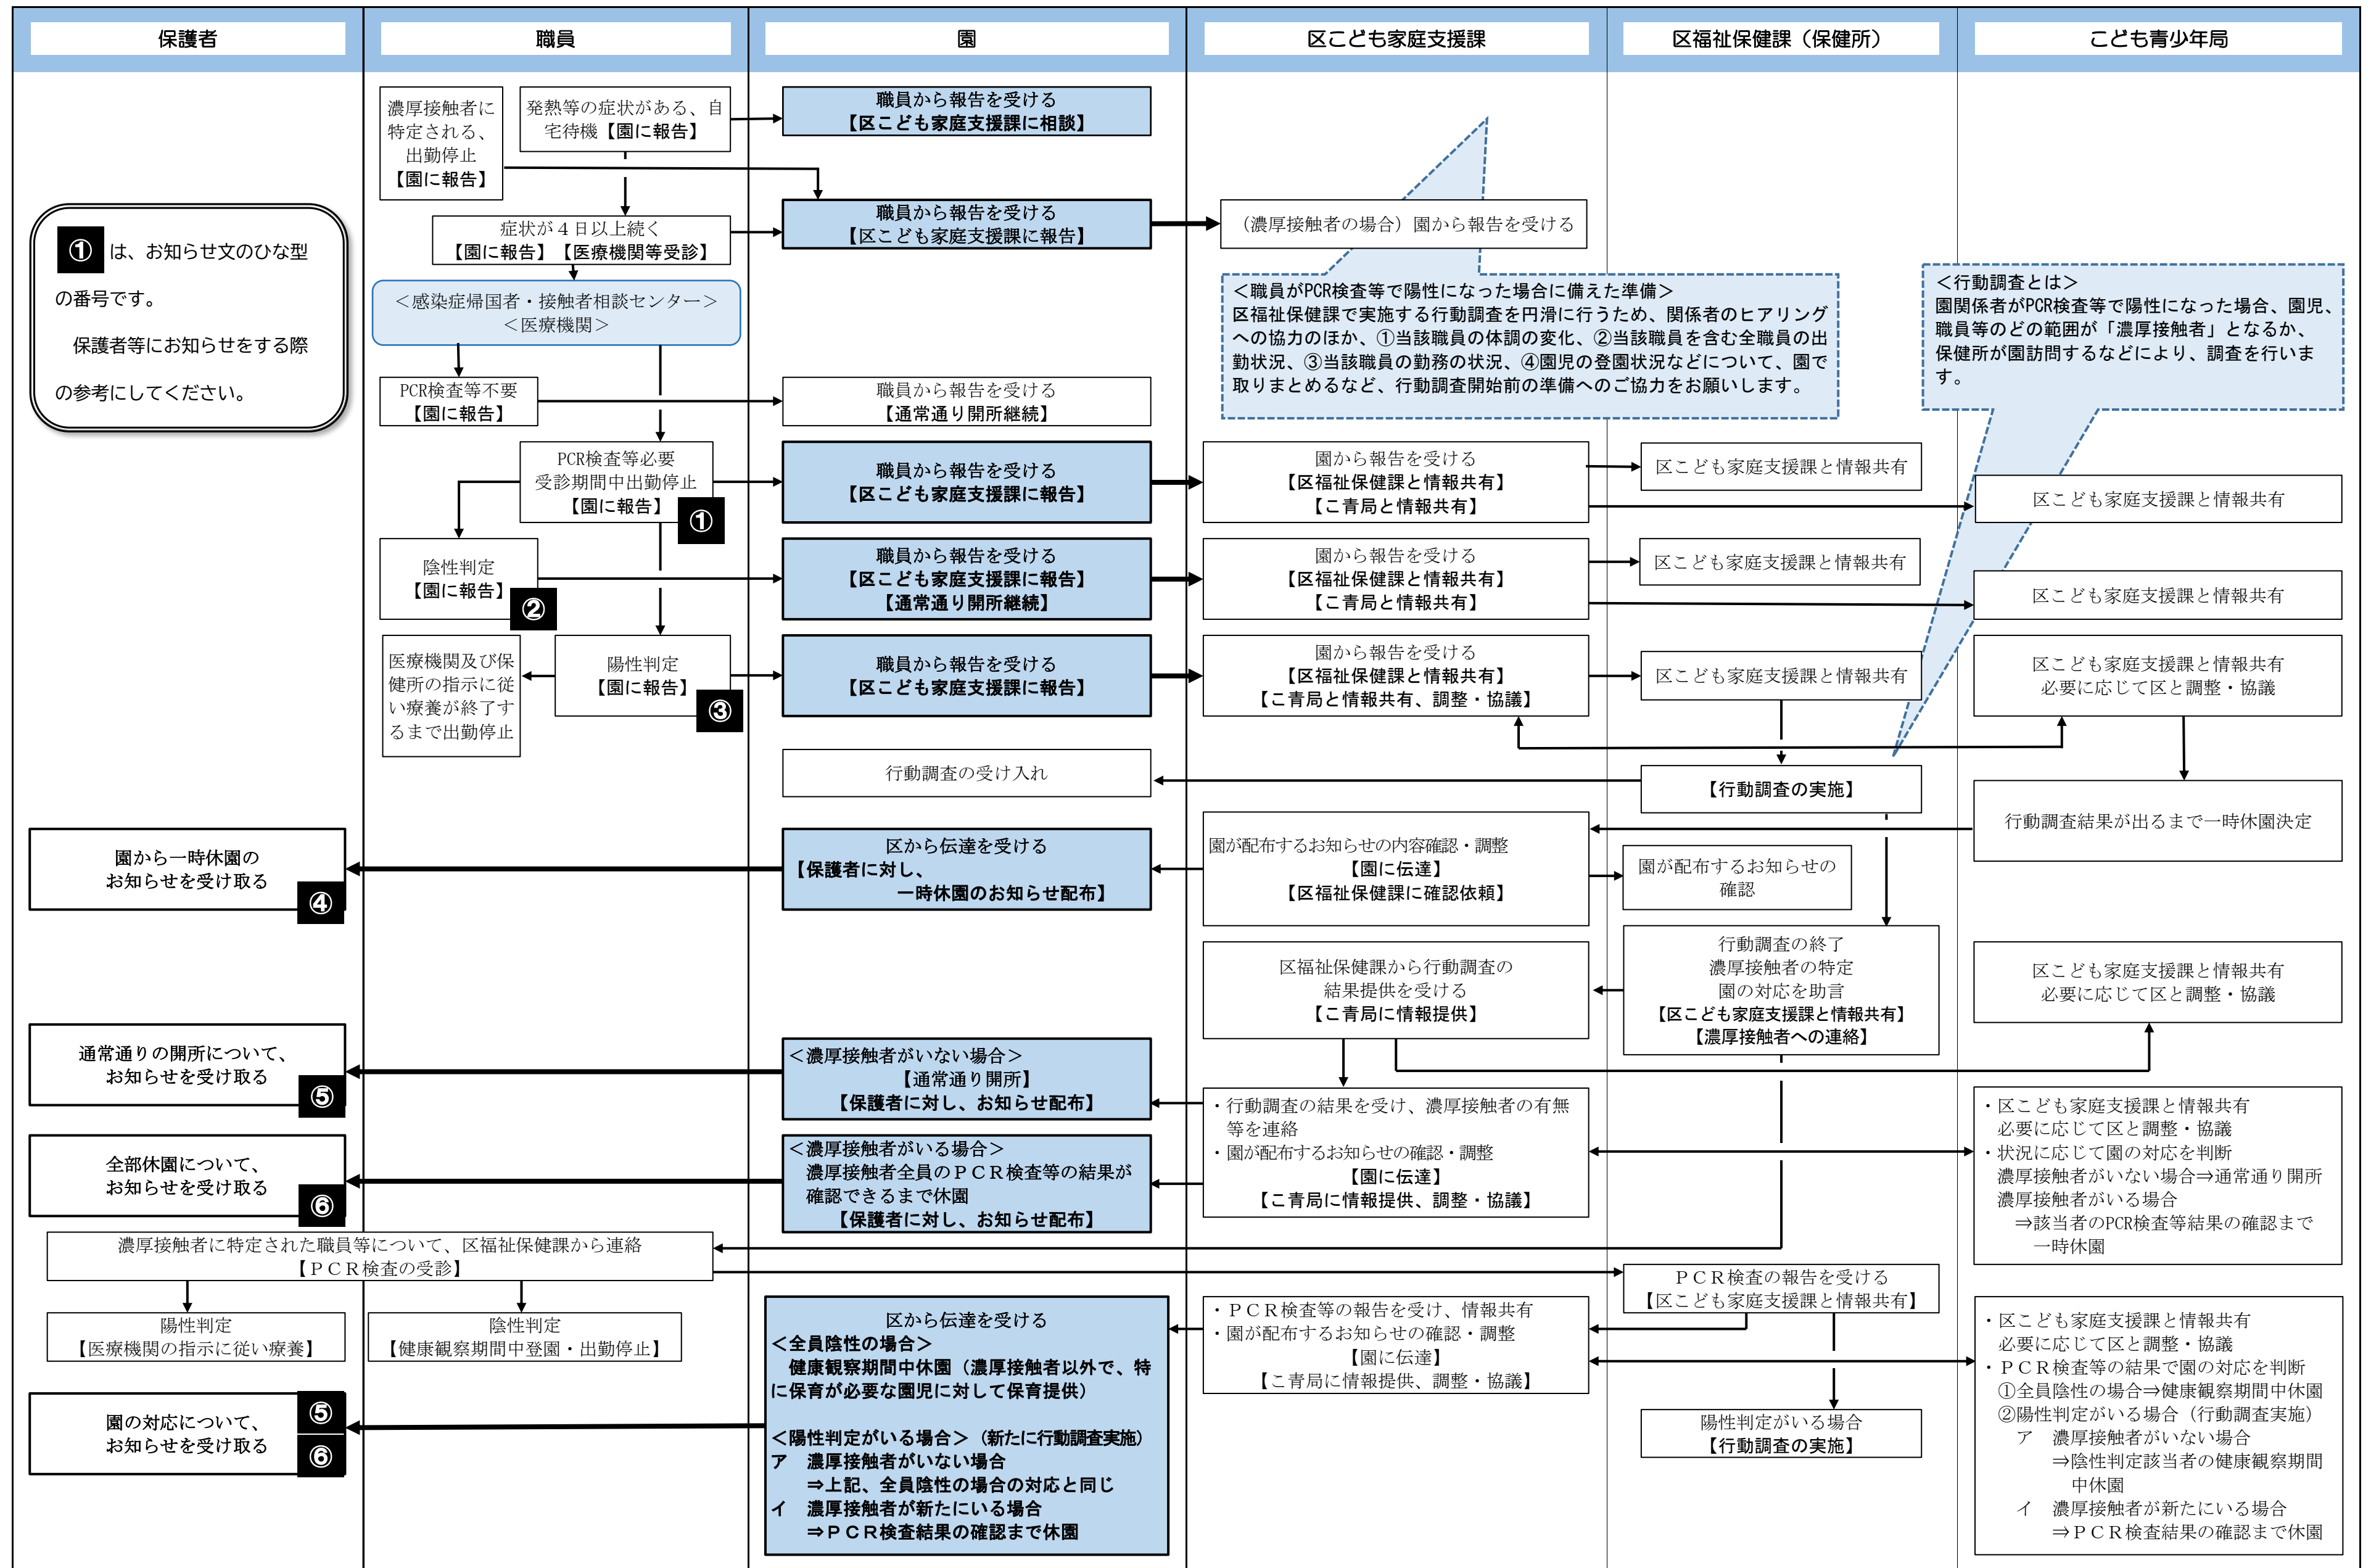 保護者
職員
園
区こども家庭支援課
区福祉保健課（保健所）
こども青少年局
濃厚接触者に
特定される、
出勤停止
【園に報告】
発熱等の症状がある、自
宅待機【園に報告】
職員から報告を受ける
【区こども家庭支援課に相談】
①は、お知らせ文のひな型
の番号です。
保護者等にお知らせをする際
の参考にしてください。
症状が４日以上続く
【園に報告】【医療機関等受診】
職員から報告を受ける
【区こども家庭支援課に報告】
（濃厚接触者の場合）園から報告を受ける
＜感染症帰国者・接触者相談センター＞
＜医療機関＞
＜職員がPCR検査等で陽性になった場合に備えた準備＞
区福祉保健課で実施する行動調査を円滑に行うため、関係者のヒアリング
への協力のほか、①当該職員の体調の変化、②当該職員を含む全職員の出
勤状況、③当該職員の勤務の状況、④園児の登園状況などについて、園で
取りまとめるなど、行動調査開始前の準備へのご協力をお願いします。
＜行動調査とは＞
園関係者がPCR検査等で陽性になった場合、園児、
職員等のどの範囲が「濃厚接触者」となるか、
保健所が園訪問するなどにより、調査を行いま
す。
PCR検査等不要
【園に報告】
職員から報告を受ける
【通常通り開所継続】
PCR検査等必要
受診期間中出勤停止
【園に報告】
①
職員から報告を受ける
【区こども家庭支援課に報告】
園から報告を受ける
【区福祉保健課と情報共有】
【こ青局と情報共有】
区こども家庭支援課と情報共有
区こども家庭支援課と情報共有
陰性判定
【園に報告】
②
職員から報告を受ける
【区こども家庭支援課に報告】
【通常通り開所継続】
園から報告を受ける
【区福祉保健課と情報共有】
【こ青局と情報共有】
区こども家庭支援課と情報共有
区こども家庭支援課と情報共有
医療機関及び保
健所の指示に従
い療養が終了す
るまで出勤停止
陽性判定
【園に報告】
③
職員から報告を受ける
【区こども家庭支援課に報告】
園から報告を受ける
【区福祉保健課と情報共有】
【こ青局と情報共有、調整・協議】
区こども家庭支援課と情報共有
区こども家庭支援課と情報共有
必要に応じて区と調整・協議
行動調査の受け入れ
【行動調査の実施】
行動調査結果が出るまで一時休園決定
園から一時休園の
お知らせを受け取る
④
区から伝達を受ける
【保護者に対し、
一時休園のお知らせ配布】
園が配布するお知らせの内容確認・調整
【園に伝達】
【区福祉保健課に確認依頼】
園が配布するお知らせの
確認
区福祉保健課から行動調査の
結果提供を受ける
【こ青局に情報提供】
行動調査の終了
濃厚接触者の特定
園の対応を助言
【区こども家庭支援課と情報共有】
【濃厚接触者への連絡】
区こども家庭支援課と情報共有
必要に応じて区と調整・協議
通常通りの開所について、
お知らせを受け取る
⑤
＜濃厚接触者がいない場合＞
【通常通り開所】
【保護者に対し、お知らせ配布】
・行動調査の結果を受け、濃厚接触者の有無
等を連絡
・園が配布するお知らせの確認・調整
【園に伝達】
【こ青局に情報提供、調整・協議】
・区こども家庭支援課と情報共有
必要に応じて区と調整・協議
・状況に応じて園の対応を判断
濃厚接触者がいない場合⇒通常通り開所
濃厚接触者がいる場合
⇒該当者のPCR検査等結果の確認まで
一時休園
全部休園について、
お知らせを受け取る
⑥
＜濃厚接触者がいる場合＞
濃厚接触者全員のＰＣＲ検査等の結果が
確認できるまで休園
【保護者に対し、お知らせ配布】
濃厚接触者に特定された職員等について、区福祉保健課から連絡
【ＰＣＲ検査の受診】
ＰＣＲ検査の報告を受ける
【区こども家庭支援課と情報共有】
陽性判定
【医療機関の指示に従い療養】
陰性判定
【健康観察期間中登園・出勤停止】
区から伝達を受ける
＜全員陰性の場合＞
健康観察期間中休園（濃厚接触者以外で、特
に保育が必要な園児に対して保育提供）
＜陽性判定がいる場合＞（新たに行動調査実施）
ア　濃厚接触者がいない場合
⇒上記、全員陰性の場合の対応と同じ
イ　濃厚接触者が新たにいる場合
⇒ＰＣＲ検査結果の確認まで休園
・ＰＣＲ検査等の報告を受け、情報共有
・園が配布するお知らせの確認・調整
【園に伝達】
【こ青局に情報提供、調整・協議】
陽性判定がいる場合
【行動調査の実施】
・区こども家庭支援課と情報共有
必要に応じて区と調整・協議
・ＰＣＲ検査等の結果で園の対応を判断
①全員陰性の場合⇒健康観察期間中休園
②陽性判定がいる場合（行動調査実施）
ア　濃厚接触者がいない場合
⇒陰性判定該当者の健康観察期間
中休園
イ　濃厚接触者が新たにいる場合
⇒ＰＣＲ検査結果の確認まで休園
園の対応について、
お知らせを受け取る
⑤
⑥